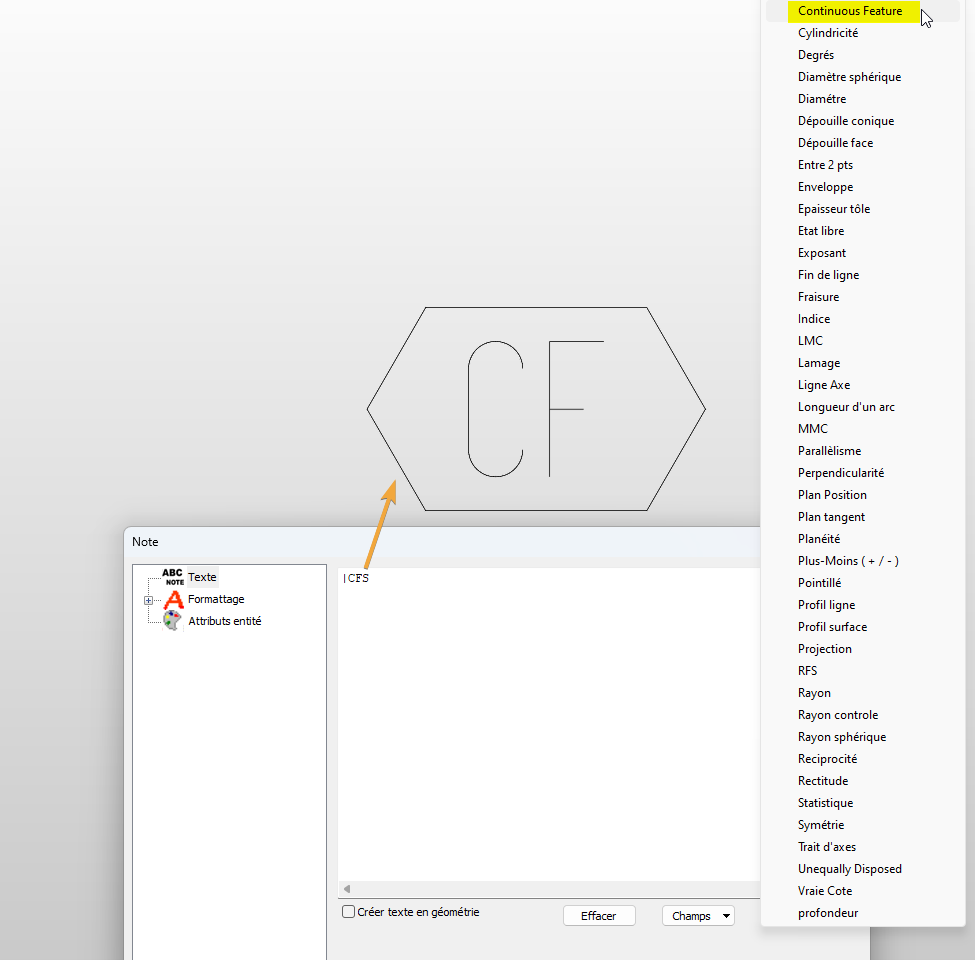 Continuous Feature
Cylindricité
Degrés
Diamètre sphérique
Diamétre
Dépouille conique
Dépouille face
Entre 2 pts
Enveloppe
Epaisseur tôle
Etat libre
Exposant
Fin de ligne
Fraisure
Indice
LMC
Lamage
Ligne Axe
Longueur d'un arc
MMC
Parallèlisme
Perpendicularité
Plan Position
Plan tangent
Planéité
Plus-Moins ( + / - )
Pointillé
Profil ligne
Profil surface
Projection
RFS
Rayon
Rayon controle
Rayon sphérique
Reciprocité
Rectitude
Statistique
Symétrie
Trait d'axes
Unequally Disposed
Vraie Cote
profondeur
CF
Note
ABC NOTE Texte
A Formattage
Attributs entité
|CFS
Créer texte en géométrie
Effacer
Champs